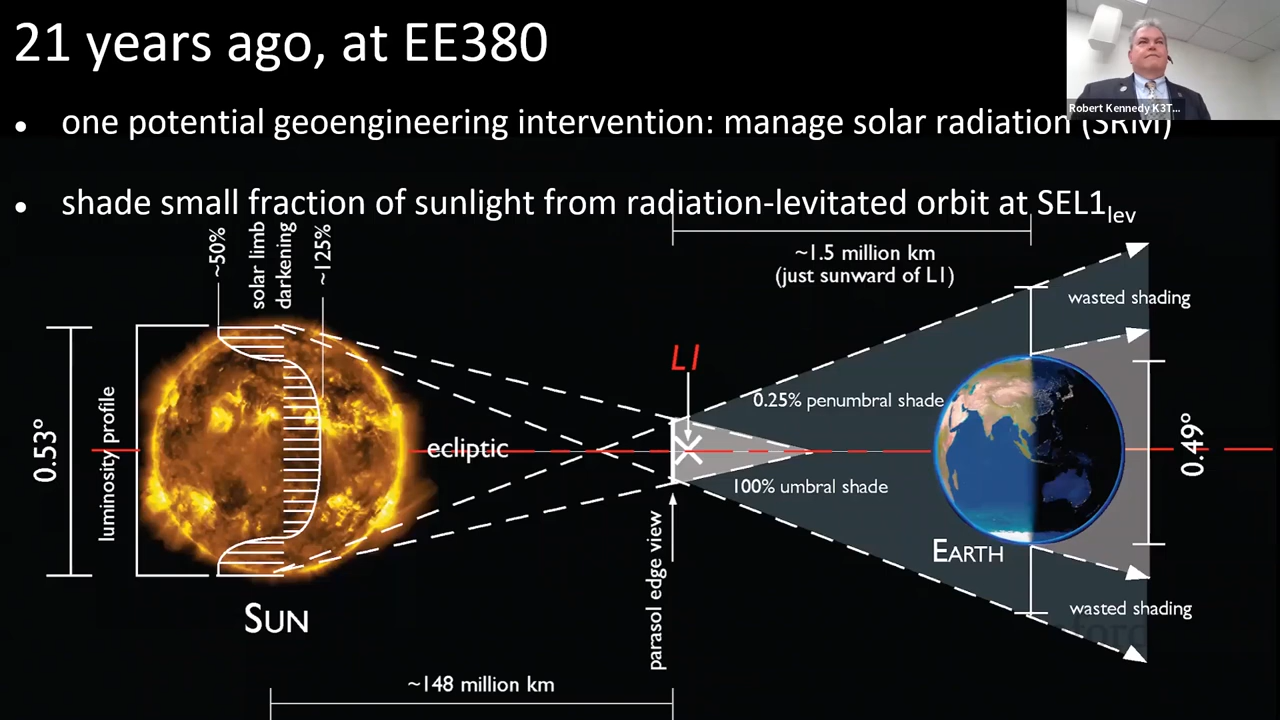 21 years ago, at EE380
Robert Kennedy K3T...
• one potential geoengineering intervention: manage solar radiation (SRM)
• shade small fraction of sunlight from radiation-levitated orbit at SEL1lev
~50%
solar limb
darkening
~125%
~1.5 million km
(just sunward of L1)
wasted shading
L1
0.25% penumbral shade
0.53°
luminosity profile
ecliptic
0.49°
100% umbral shade
parasol edge view
EARTH
wasted shading
SUN
~148 million km